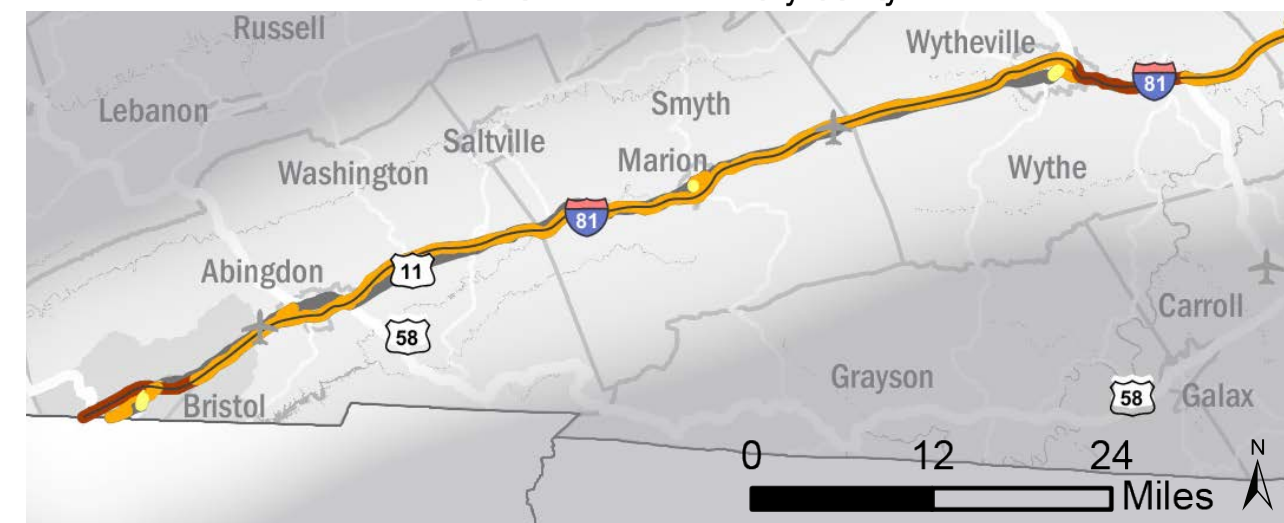 Russell
Wytheville
81
Lebanon
Smyth
Saltville
Marion
Washington
Wythe
81
11
Abingdon
58
Carroll
Grayson
58
Galax
Bristol
0 12 24
Miles
N